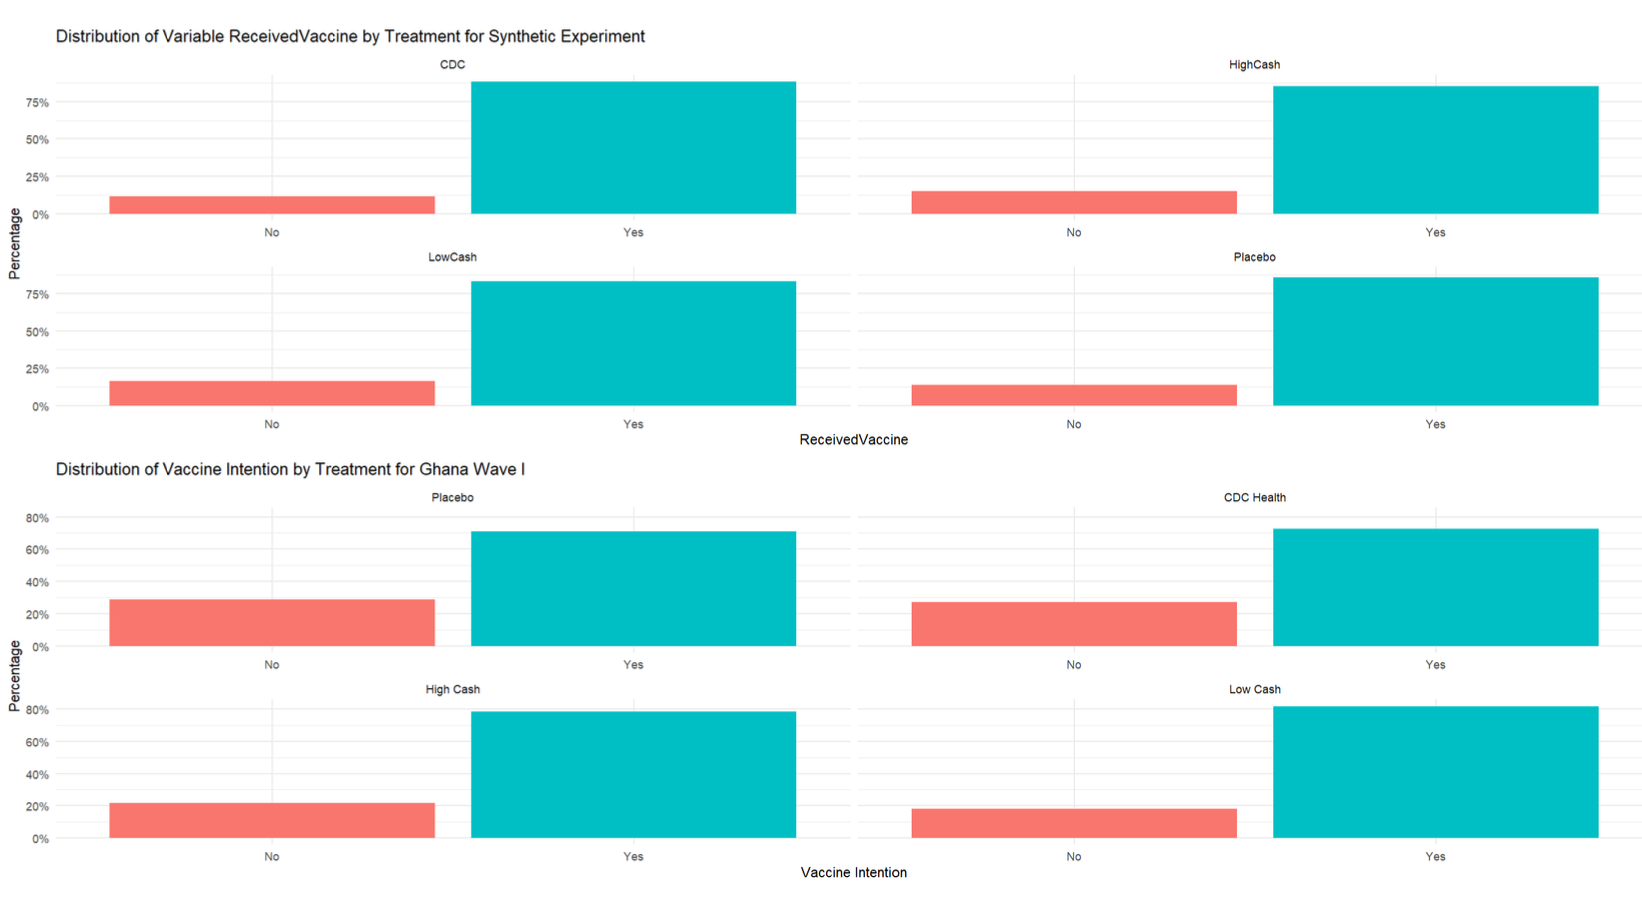 Distribution of Variable ReceivedVaccine by Treatment for Synthetic Experiment
CDC
HighCash
75%
50%
25%
0%
No
Yes
No
Yes
LowCash
Placebo
75%
50%
25%
0%
No
Yes
No
Yes
Percentage
ReceivedVaccine
Distribution of Vaccine Intention by Treatment for Ghana Wave I
Placebo
CDC Health
80%
60%
40%
20%
0%
No
Yes
No
Yes
High Cash
Low Cash
80%
60%
40%
20%
0%
No
Yes
No
Yes
Percentage
Vaccine Intention